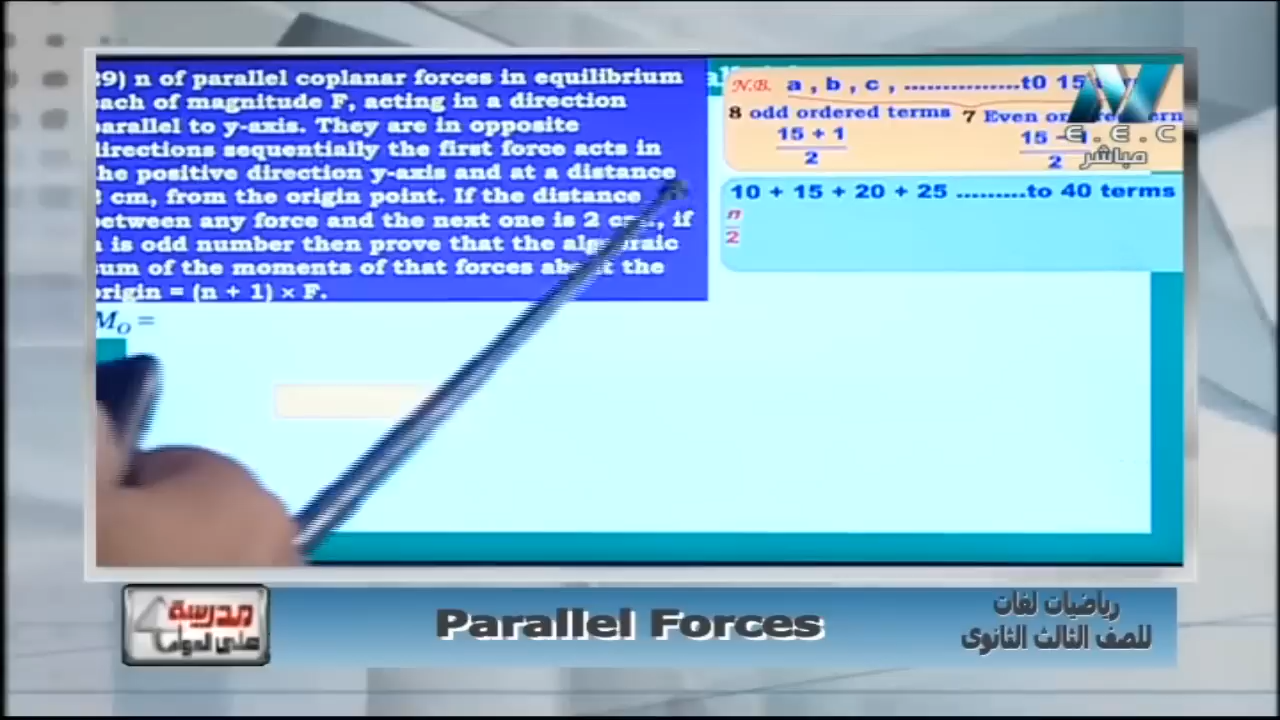 29) n of parallel coplanar forces in equilibrium
each of magnitude F, acting in a direction
parallel to y-axis. They are in opposite
directions sequentially the first force acts in
the positive direction y-axis and at a distance
2 cm, from the origin point. If the distance
between any force and the next one is 2 cm, if
n is odd number then prove that the algebraic
sum of the moments of that forces about the
origin = (n + 1) × F.
M_O =
N.B. a , b , c , ...............t0 15
8 odd ordered terms 7 Even
15 + 1
2
15 - 1
2
E.E.C
مباشر
10 + 15 + 20 + 25 .........to 40 terms
n
2
مدرسة
على الهواء
Parallel Forces
رياضيات لغات
للصف الثالث الثانوى